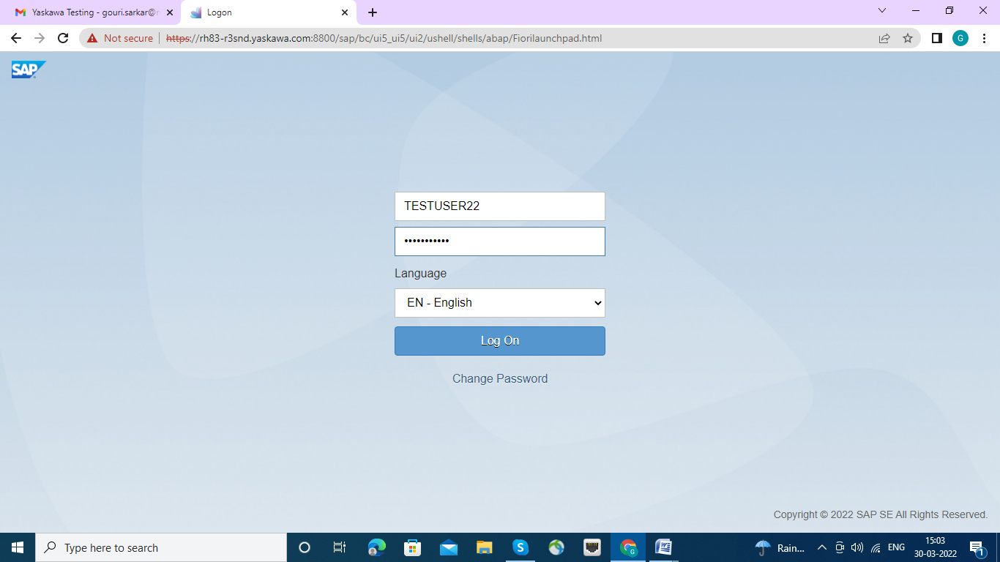 Yaskawa Testing - gouri.sarkar@
Logon
Not secure
https://rh83-r3snd.yaskawa.com:8800/sap/bc/ui5_ui5/ui2/ushell/shells/abap/Fiorilaunchpad.html
G
SAP
TESTUSER22
•••••••••••
Language
EN - English
Log On
Change Password
Copyright © 2022 SAP SE All Rights Reserved.
Type here to search
Rain...
ENG
15:03
30-03-2022
1